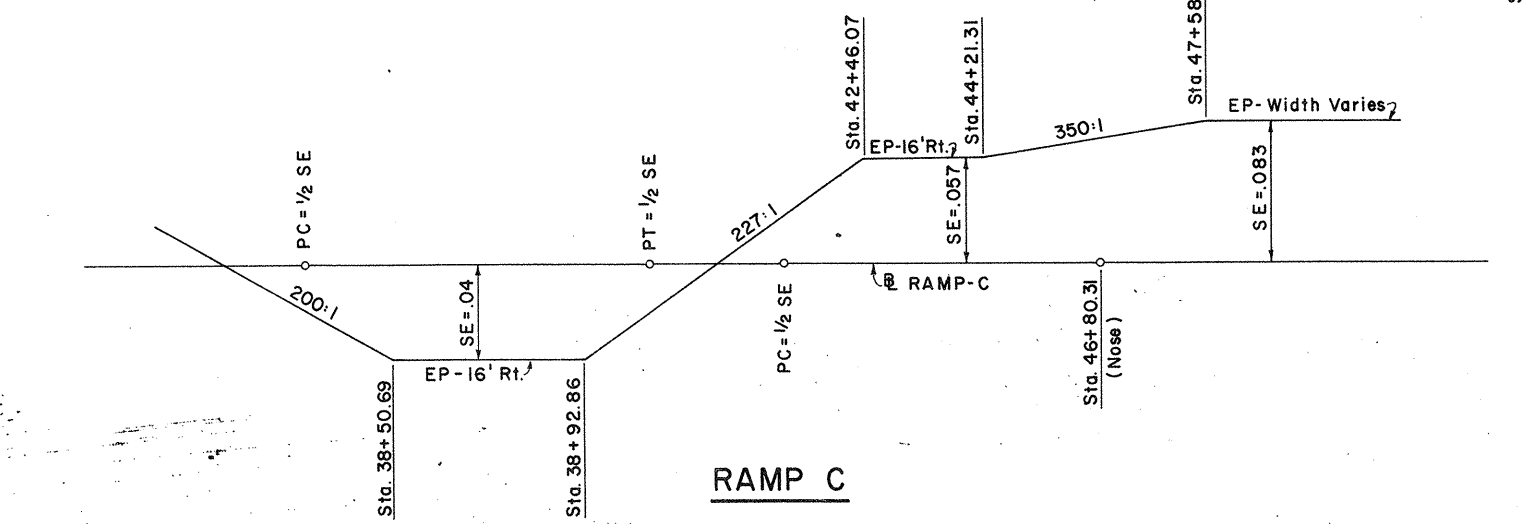 Sta. 42+46.07
Sta. 44+21.31
Sta. 47+58
EP-Width Varies
350:1
EP-16' Rt.
PC = 1/2 SE
PT = 1/2 SE
227:1
SE=.057
SE=.083
200:1
SE=.04
BL RAMP-C
PC = 1/2 SE
Sta. 46+80.31
(Nose)
EP-16' Rt.
Sta. 38+50.69
Sta. 38+92.86
RAMP C